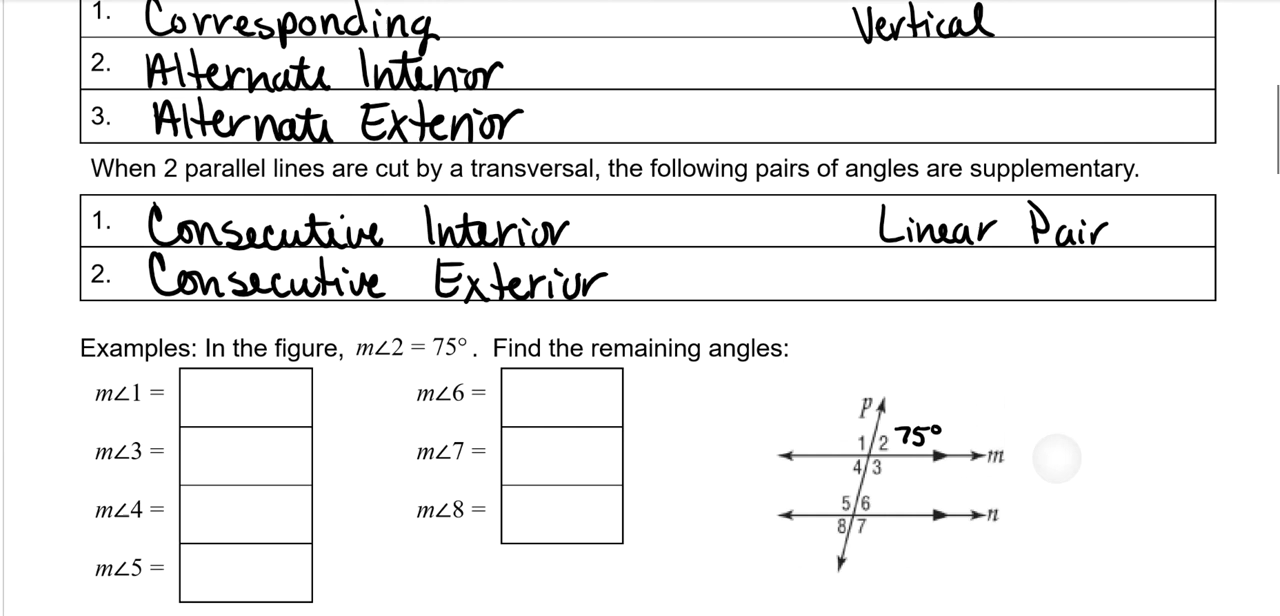 1. Corresponding Vertical
2. Alternate Interior
3. Alternate Exterior
When 2 parallel lines are cut by a transversal, the following pairs of angles are supplementary.
1. Consecutive Interior Linear Pair
2. Consecutive Exterior
Examples: In the figure, m∠2 = 75°. Find the remaining angles:
m∠1 = m∠6 =
m∠3 = m∠7 =
m∠4 = m∠8 =
m∠5 =
p
1 2 75°
m
4 3
5 6
n
8 7